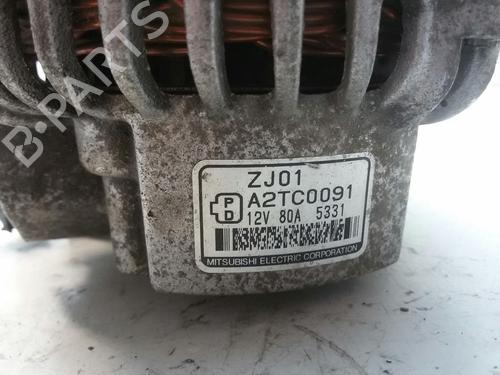 B-PARTS
ZJ01
PD A2TC0091
12V 80A 5331
MITSUBISHI ELECTRIC CORPORATION